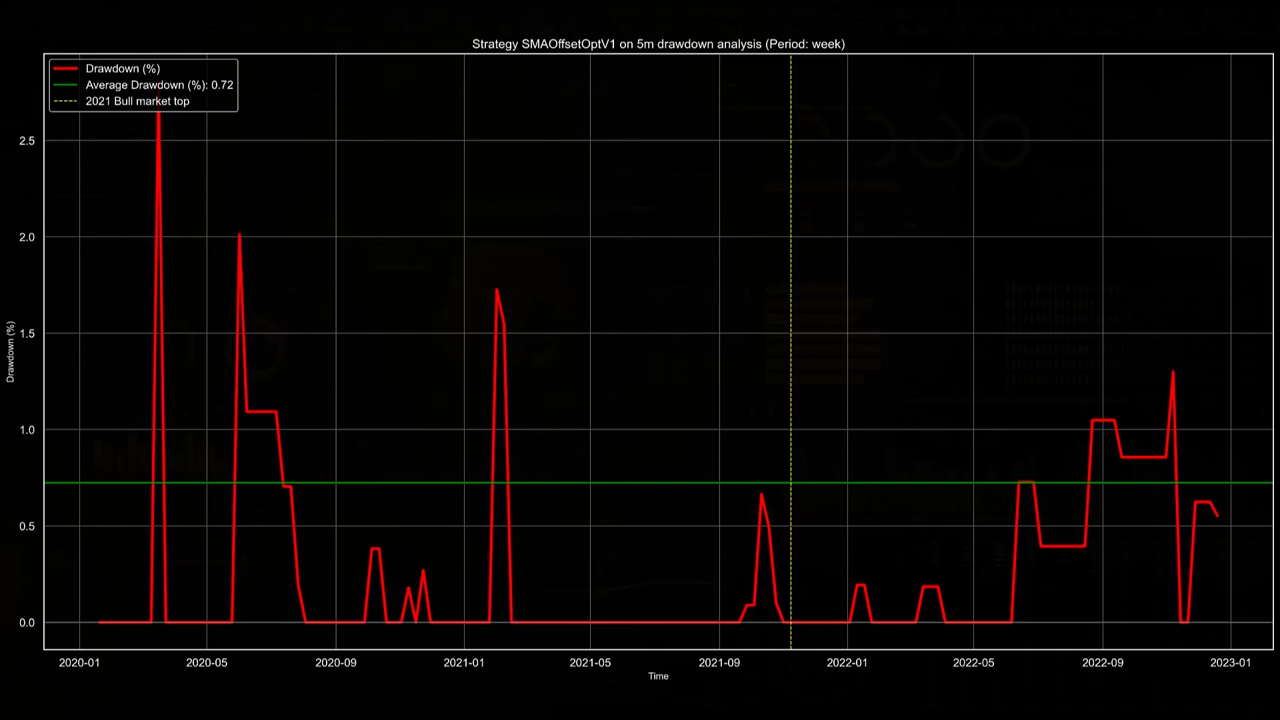 Strategy SMAOffsetOptV1 on 5m drawdown analysis (Period: week)
Drawdown (%)
Average Drawdown (%): 0.72
2021 Bull market top
2.5
2.0
1.5
1.0
0.5
0.0
Drawdown (%)
2020-01 2020-05 2020-09 2021-01 2021-05 2021-09 2022-01 2022-05 2022-09 2023-01
Time